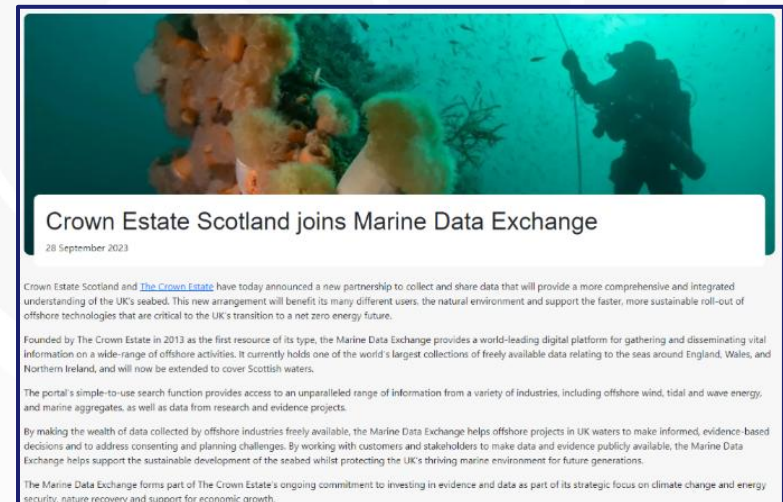 Crown Estate Scotland joins Marine Data Exchange
28 September 2023
Crown Estate Scotland and The Crown Estate have today announced a new partnership to collect and share data that will provide a more comprehensive and integrated
understanding of the UK's seabed. This new arrangement will benefit its many different users, the natural environment and support the faster, more sustainable roll-out of
offshore technologies that are critical to the UK's transition to a net zero energy future.
Founded by The Crown Estate in 2013 as the first resource of its type, the Marine Data Exchange provides a world-leading digital platform for gathering and disseminating vital
information on a wide-range of offshore activities. It currently holds one of the world's largest collections of freely available data relating to the seas around England, Wales, and
Northern Ireland, and will now be extended to cover Scottish waters.
The portal's simple-to-use search function provides access to an unparalleled range of information from a variety of industries, including offshore wind, tidal and wave energy,
and marine aggregates, as well as data from research and evidence projects.
By making the wealth of data collected by offshore industries freely available, the Marine Data Exchange helps offshore projects in UK waters to make informed, evidence-based
decisions and to address consenting and planning challenges. By working with customers and stakeholders to make data and evidence publicly available, the Marine Data
Exchange helps support the sustainable development of the seabed whilst protecting the UK's thriving marine environment for future generations.
The Marine Data Exchange forms part of The Crown Estate's ongoing commitment to investing in evidence and data as part of its strategic focus on climate change and energy
security, nature recovery and support for economic growth.